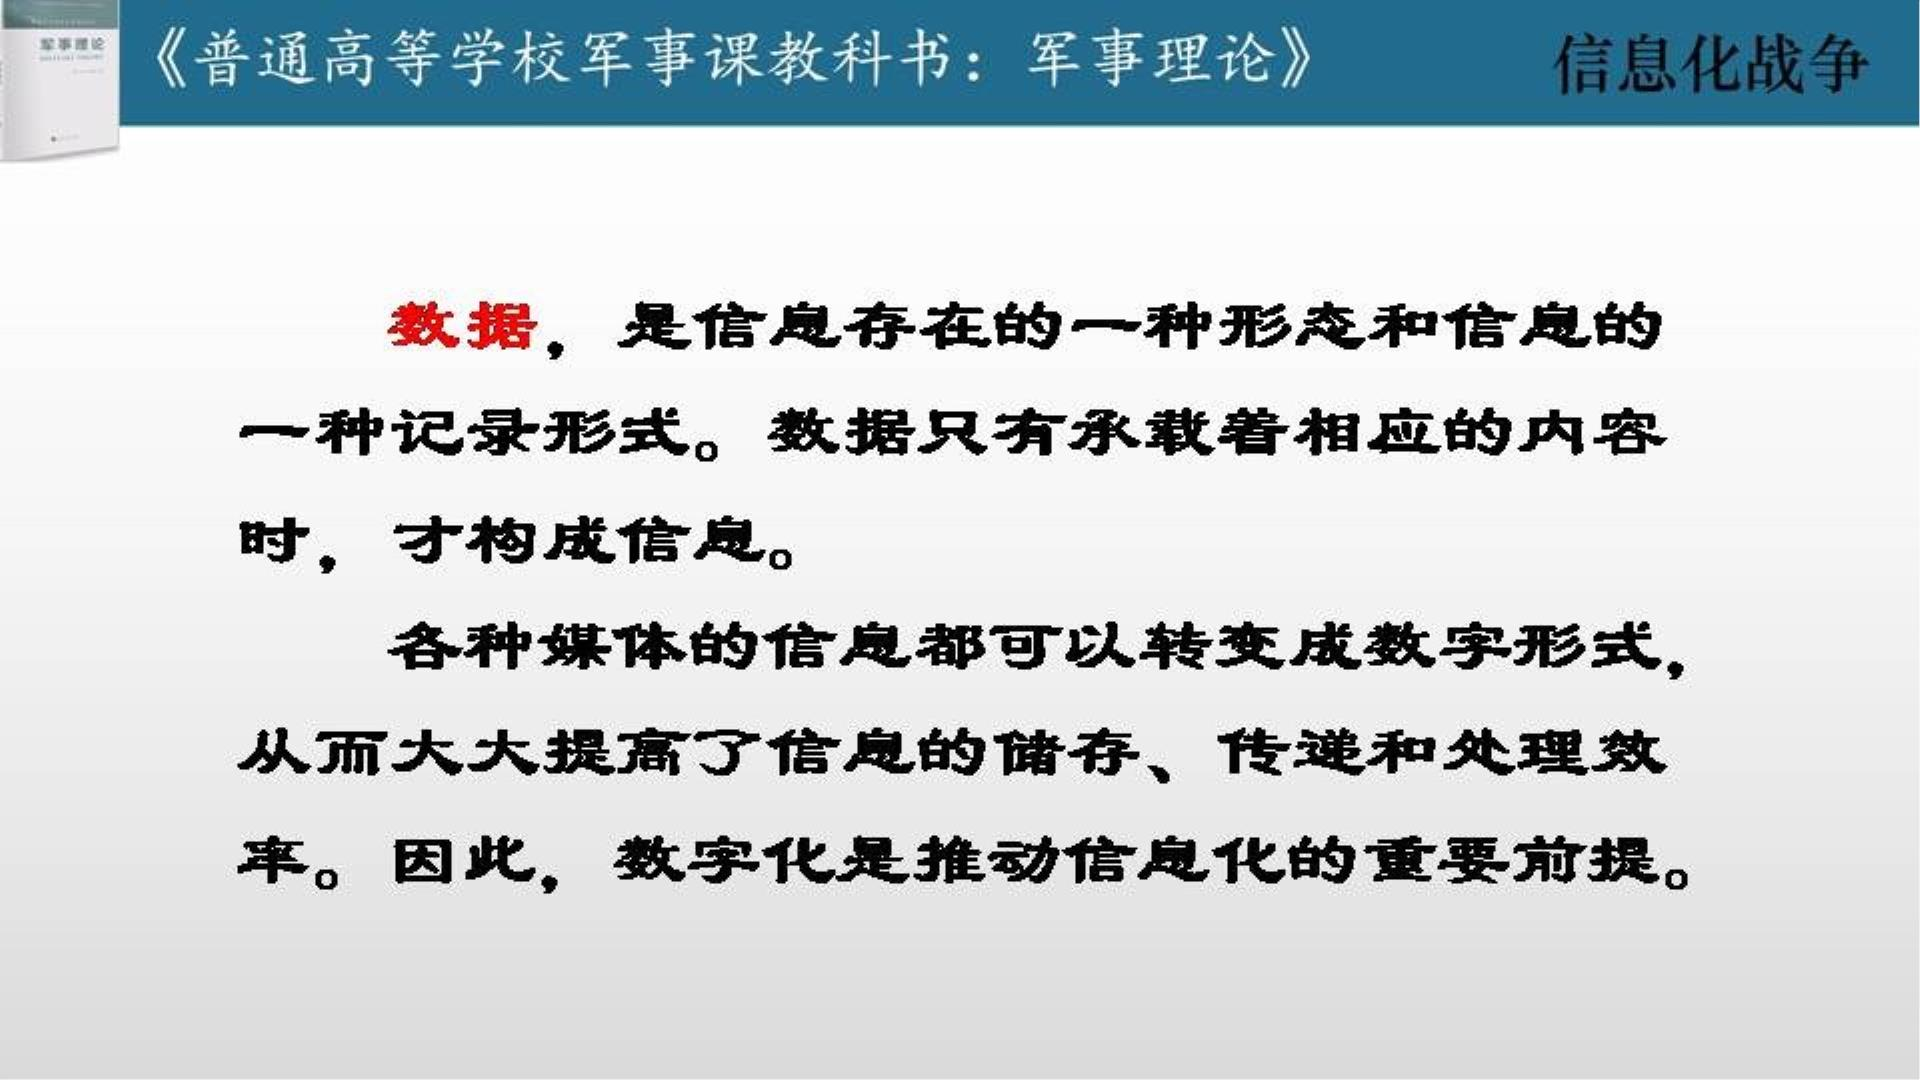 军事理论
《普通高等学校军事课教科书：军事理论》
信息化战争
数据，是信息存在的一种形态和信息的
一种记录形式。数据只有承载着相应的内容
时，才构成信息。
各种媒体的信息都可以转变成数字形式，
从而大大提高了信息的储存、传递和处理效
率。因此，数字化是推动信息化的重要前提。